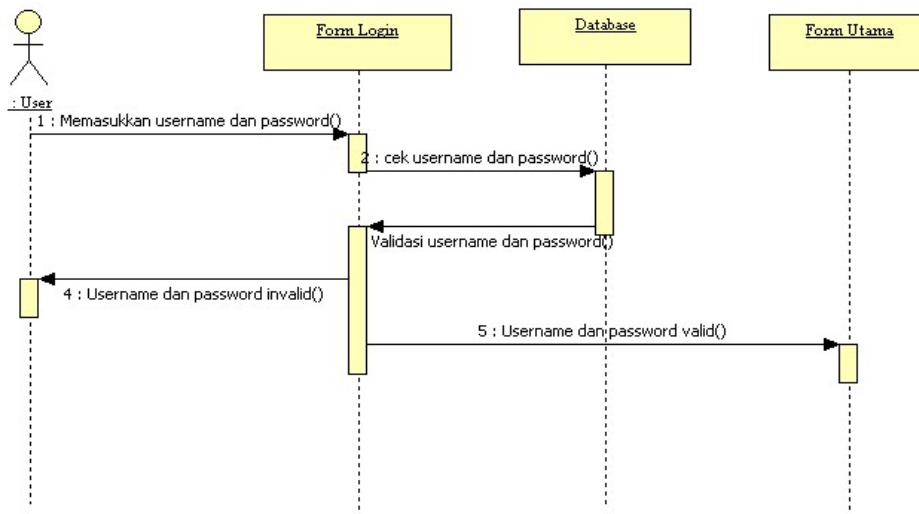 Form Login
Database
Form Utama
: User
1 : Memasukkan username dan password()
2 : cek username dan password()
Validasi username dan password()
4 : Username dan password invalid()
5 : Username dan password valid()